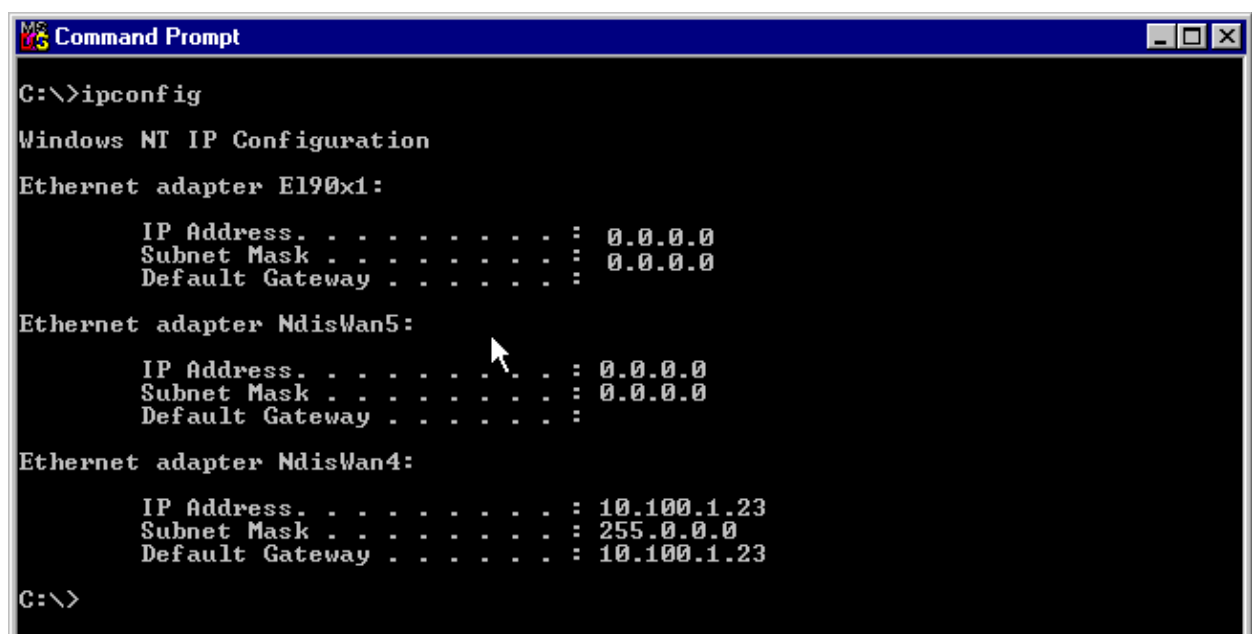 Command Prompt
C:\>ipconfig
Windows NT IP Configuration
Ethernet adapter El90x1:
IP Address. . . . . . . . . : 0.0.0.0
Subnet Mask . . . . . . . . : 0.0.0.0
Default Gateway . . . . . . :
Ethernet adapter NdisWan5:
IP Address. . . . . . . . . : 0.0.0.0
Subnet Mask . . . . . . . . : 0.0.0.0
Default Gateway . . . . . . :
Ethernet adapter NdisWan4:
IP Address. . . . . . . . . : 10.100.1.23
Subnet Mask . . . . . . . . : 255.0.0.0
Default Gateway . . . . . . : 10.100.1.23
C:\>